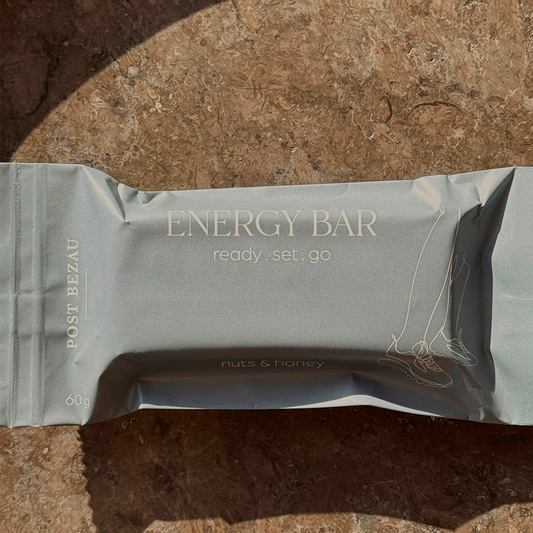 ENERGY BAR
ready.set.go
POST BEZAU
nuts & honey
60g